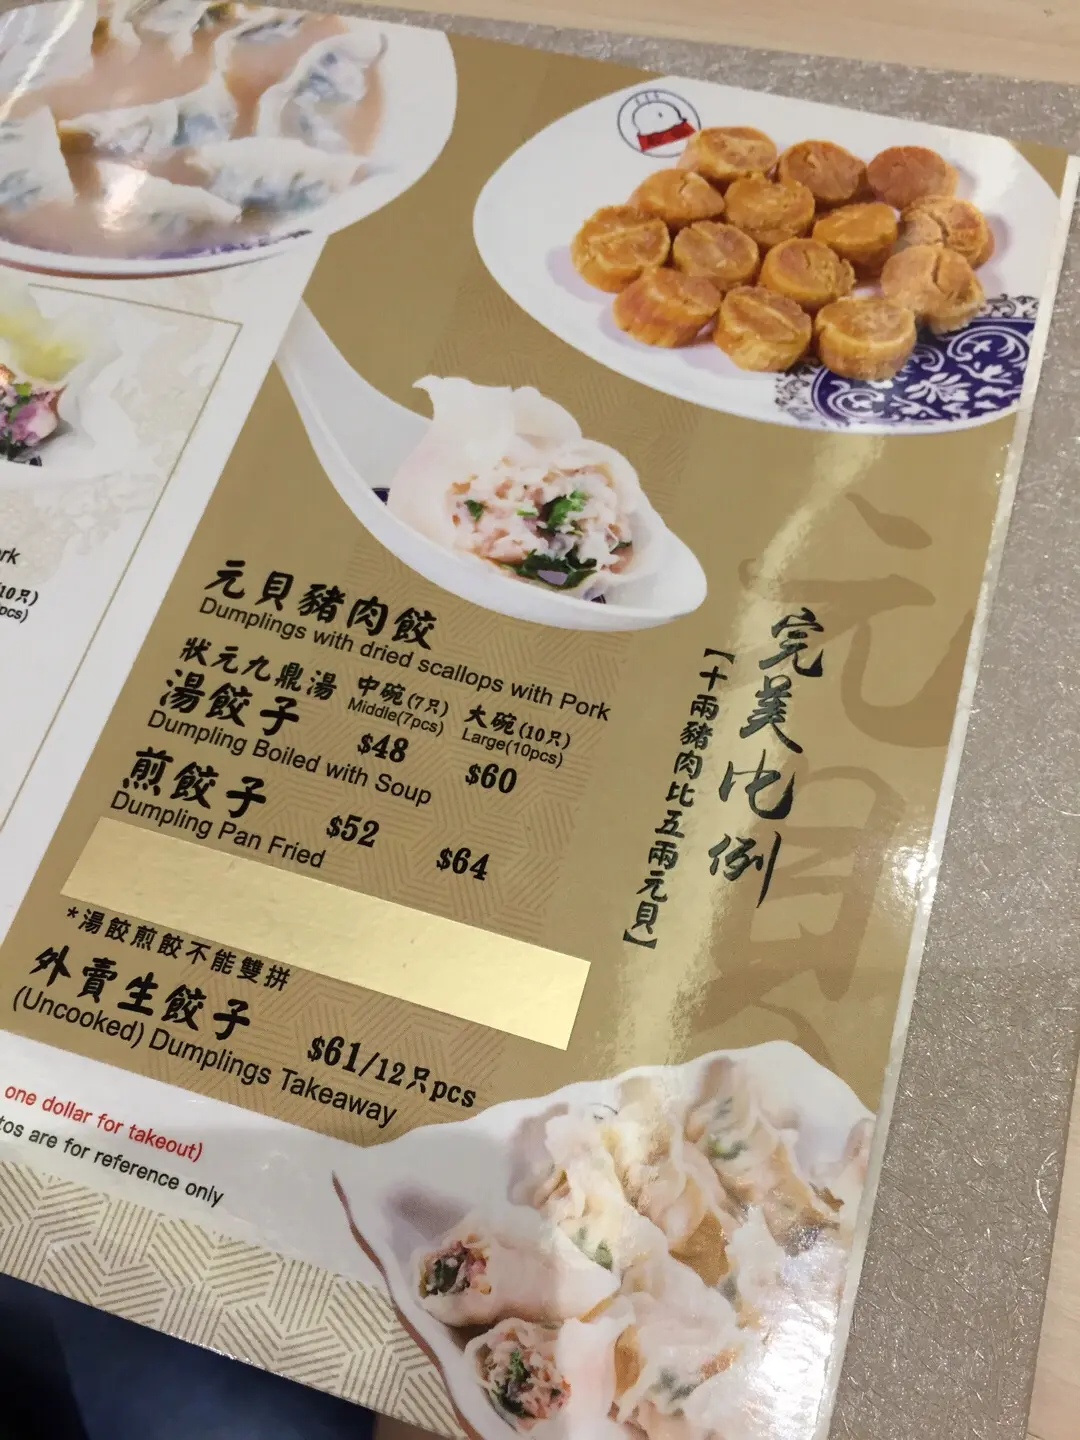 元貝豬肉餃
Dumplings with dried scallops with Pork
狀元九鼎湯
中碗(7只) 大碗(10只)
Middle(7pcs) Large(10pcs)
湯餃子 $48 $60
Dumpling Boiled with Soup
煎餃子 $52 $64
Dumpling Pan Fried
*湯餃煎餃不能雙拼
外賣生餃子 $61/12只pcs
(Uncooked) Dumplings Takeaway
完美比例
【十兩豬肉比五兩元貝】
元貝
(10只)
one dollar for takeout)
are for reference only